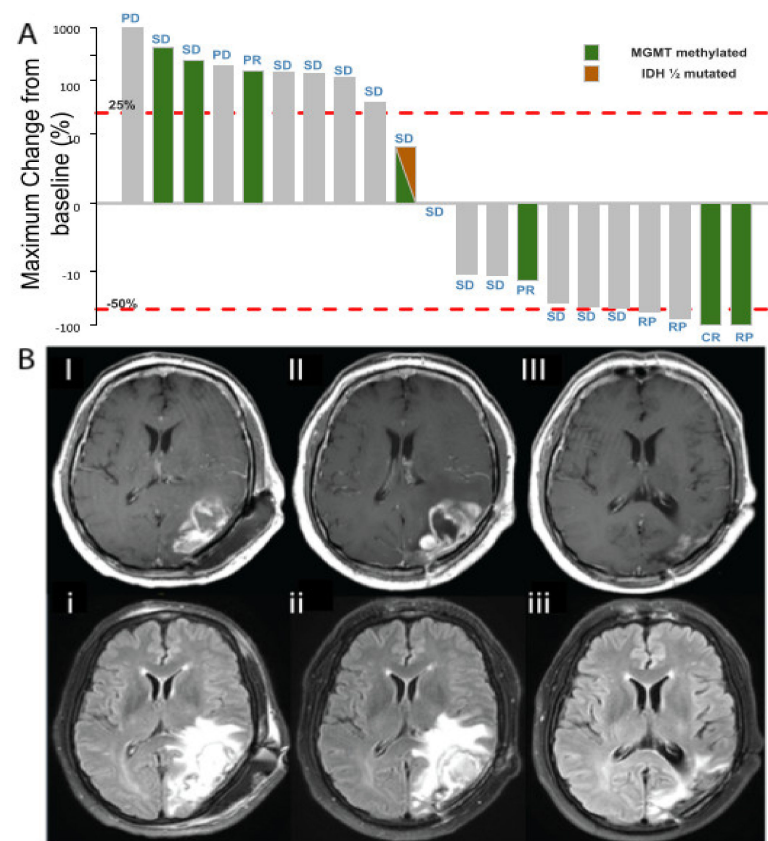 A
Maximum Change from
baseline (%)
1000
100
10
0
-10
-100
25%
-50%
MGMT methylated
IDH ½ mutated
PD
SD
SD
PD
PR
SD
SD
SD
SD
SD
SD
SD
SD
PR
SD
SD
SD
RP
RP
CR
RP
B
I
II
III
i
ii
iii